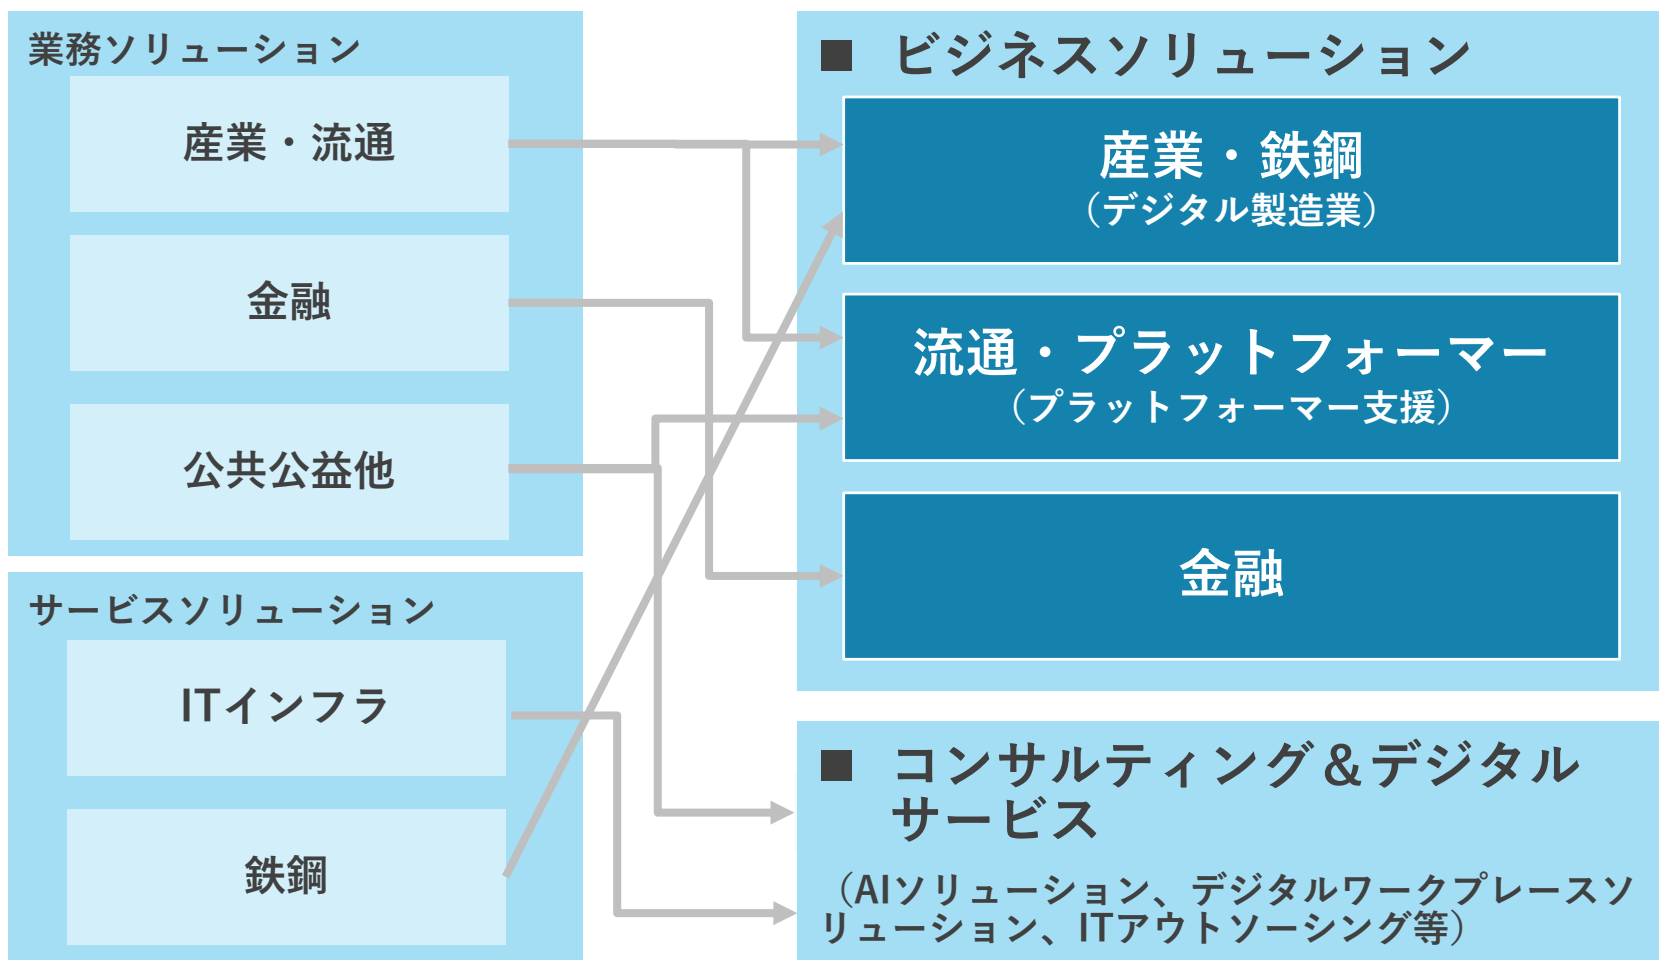 業務ソリューション
産業・流通
金融
公共公益他
サービスソリューション
ITインフラ
鉄鋼
■ ビジネスソリューション
産業・鉄鋼
（デジタル製造業）
流通・プラットフォーマー
（プラットフォーマー支援）
金融
■ コンサルティング＆デジタル
サービス
（AIソリューション、デジタルワークプレースソ
リューション、ITアウトソーシング等）